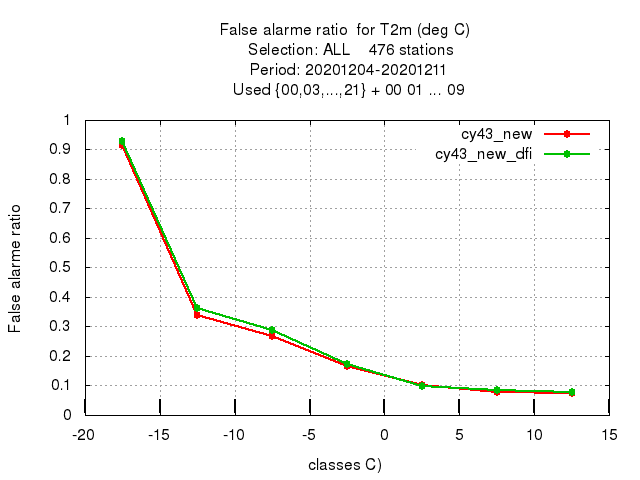 False alarme ratio  for T2m (deg C)
Selection: ALL    476 stations
Period: 20201204-20201211
Used {00,03,...,21} + 00 01 ... 09
cy43_new
cy43_new_dfi
False alarme ratio
1
0.9
0.8
0.7
0.6
0.5
0.4
0.3
0.2
0.1
0
-20 -15 -10 -5 0 5 10 15
classes C)